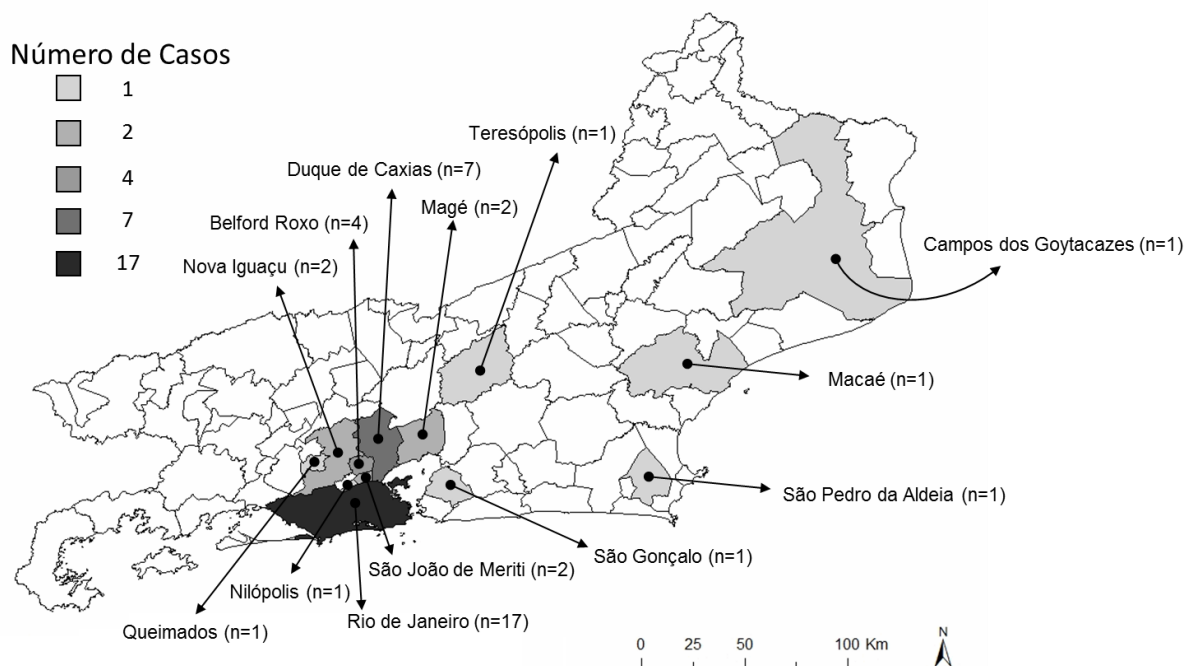 Número de Casos
1
2
4
7
17
Teresópolis (n=1)
Duque de Caxias (n=7)
Magé (n=2)
Belford Roxo (n=4)
Nova Iguaçu (n=2)
Campos dos Goytacazes (n=1)
Macaé (n=1)
São Pedro da Aldeia (n=1)
São Gonçalo (n=1)
São João de Meriti (n=2)
Nilópolis (n=1)
Rio de Janeiro (n=17)
Queimados (n=1)
0 25 50 100 Km
N